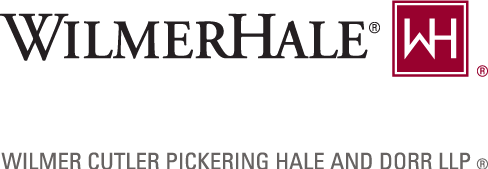 WILMERHALE® WH ®
WILMER CUTLER PICKERING HALE AND DORR LLP ®